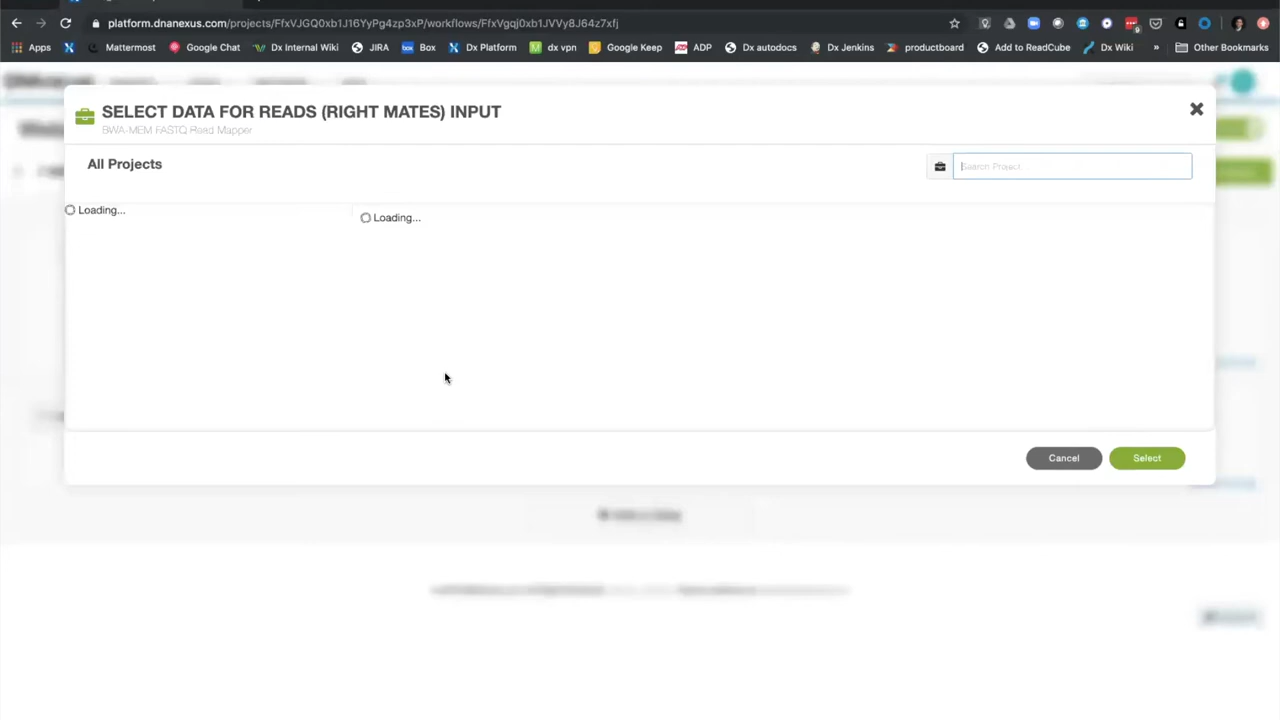 platform.dnanexus.com/projects/FfxVJGQ0xb1J16YyPg4zp3xP/workflows/FfxVgqj0xb1JVVy8J64z7xfj
Apps Mattermost Google Chat Dx Internal Wiki JIRA Box Dx Platform dx vpn Google Keep ADP Dx autodocs Dx Jenkins productboard Add to ReadCube Dx Wiki » Other Bookmarks
SELECT DATA FOR READS (RIGHT MATES) INPUT
BWA-MEM FASTQ Read Mapper
All Projects
Search Project...
Loading...
Loading...
Cancel
Select